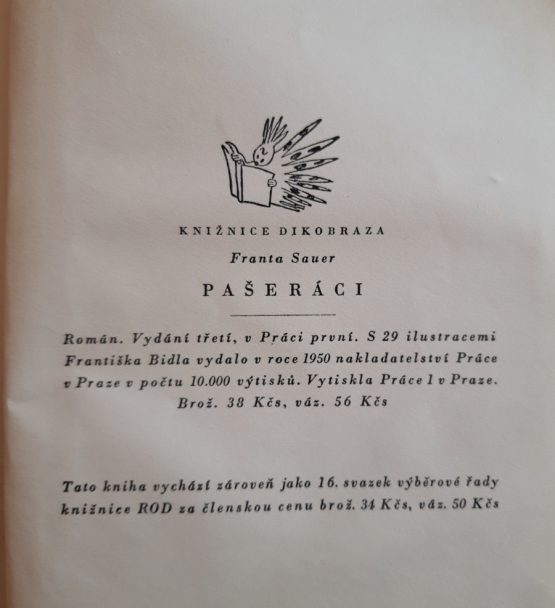 KNIŽNICE DIKOBRAZA
Franta Sauer
PAŠERÁCI
Román. Vydání třetí, v Práci první. S 29 ilustracemi
Františka Bidla vydalo v roce 1950 nakladatelství Práce
v Praze v počtu 10.000 výtisků. Vytiskla Práce 1 v Praze.
Brož. 38 Kčs, váz. 56 Kčs
Tato kniha vychází zároveň jako 16. svazek výběrové řady
knižnice ROD za členskou cenu brož. 34 Kčs, váz. 50 Kčs